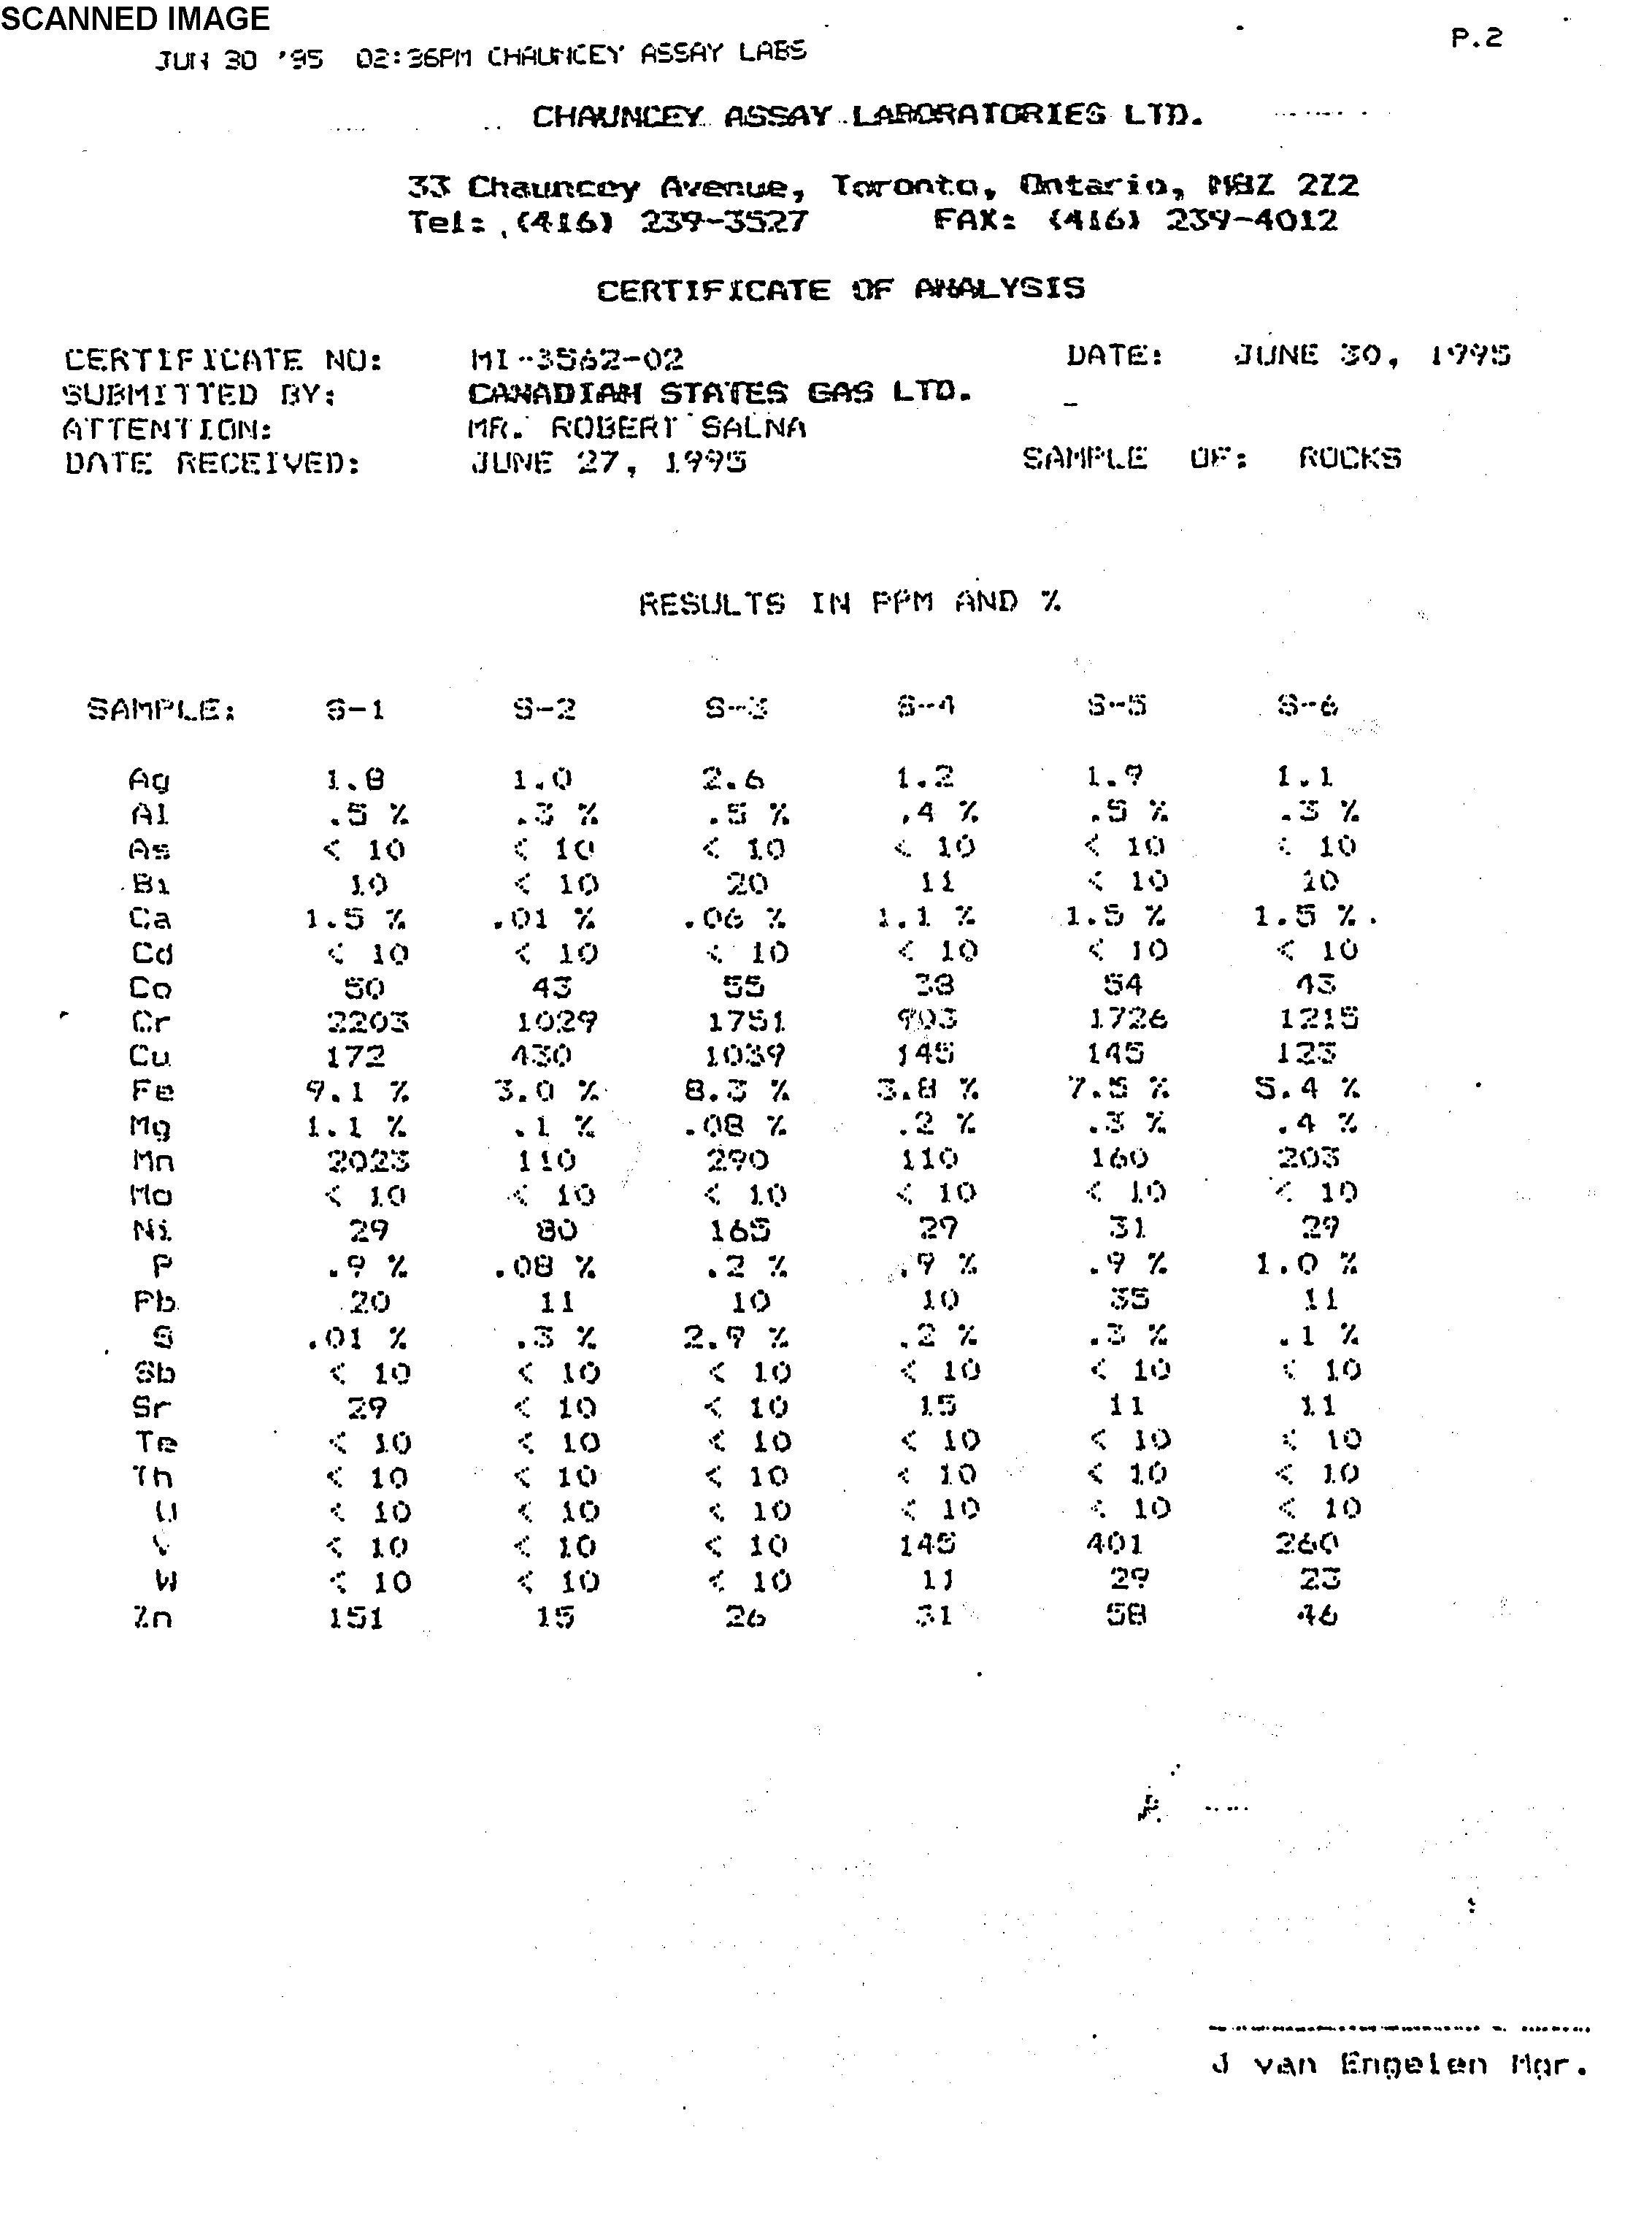 SCANNED IMAGE
JUN 30 '95 02:36PM CHAUNCEY ASSAY LABS P.2
CHAUNCEY ASSAY LABORATORIES LTD.
33 Chauncey Avenue, Toronto, Ontario, M8Z 2Z2
Tel: (416) 239-3527 FAX: (416) 239-4012
CERTIFICATE OF ANALYSIS
CERTIFICATE NO: MI-3562-02 DATE: JUNE 30, 1995
SUBMITTED BY: CANADIAN STATES GAS LTD.
ATTENTION: MR. ROBERT SALNA
DATE RECEIVED: JUNE 27, 1995 SAMPLE OF: ROCKS
RESULTS IN PPM AND %
SAMPLE: S-1 S-2 S-3 S-4 S-5 S-6
Ag 1.8 1.0 2.6 1.2 1.9 1.1
Al .5 % .3 % .5 % .4 % .5 % .3 %
As < 10 < 10 < 10 < 10 < 10 < 10
Bi 10 < 10 20 11 < 10 20
Ca 1.5 % .01 % .06 % 1.1 % 1.5 % 1.5 %
Cd < 10 < 10 < 10 < 10 < 10 < 10
Co 50 43 55 38 54 43
Cr 2203 1029 1751 903 1726 1215
Cu 172 430 1039 145 145 123
Fe 9.1 % 3.0 % 8.3 % 3.8 % 7.5 % 5.4 %
Mg 1.1 % .1 % .08 % .2 % .3 % .4 %
Mn 2023 110 290 110 160 203
Mo < 10 < 10 < 10 < 10 < 10 < 10
Ni 29 80 165 29 31 29
P .9 % .08 % .2 % .9 % .9 % 1.0 %
Pb 20 11 10 10 35 11
S .01 % .3 % 2.9 % .2 % .3 % .1 %
Sb < 10 < 10 < 10 < 10 < 10 < 10
Sr 29 < 10 < 10 15 11 11
Te < 10 < 10 < 10 < 10 < 10 < 10
Th < 10 < 10 < 10 < 10 < 10 < 10
U < 10 < 10 < 10 < 10 < 10 < 10
V < 10 < 10 < 10 145 401 260
W < 10 < 10 < 10 11 29 23
Zn 151 15 26 31 58 46
J van Engelen Mgr.